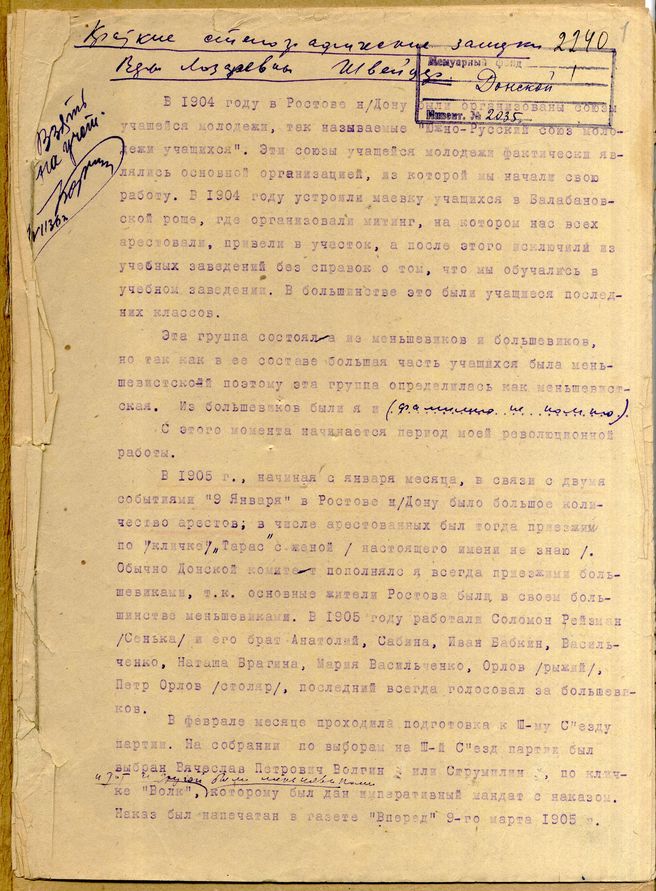 Краткие стенографические записки 2240 1
Веры Лазаревны Швейцер
Мемуарный фонд
Донской
Инвент. № 2035
Взять
на учет.
В 1904 году в Ростове н/Дону были организованы союзы
учашейся молодежи, так называемые "Южно-Русский союз моло-
дежи учащихся". Эти союзы учащейся молодежи фактически яв-
лялись основной организацией, из которой мы начали свою
работу. В 1904 году устроили маевку учащихся в Балабанов-
ской роще, где организовали митинг, на котором нас всех
арестовали, привели в участок, а после этого исключили из
учебных заведений без справок о том, что мы обучались в
учебном заведении. В большинстве это были учащиеся послед-
них классов.
Эта группа состояла из меньшевиков и большевиков,
но так как в ее составе большая часть учащихся была мень-
шевистской поэтому эта группа определилась как меньшевист-
ская. Из большевиков были я и (фамилию не помню).
С этого момента начинается период моей революционной
работы.
В 1905 г., начиная с января месяца, в связи с двумя
событиями "9 Января" в Ростове н/Дону было большое коли-
чество арестов; в числе арестованных был тогда приезжий
по /кличке/ "Тарас" с женой / настоящего имени не знаю /.
Обычно Донской комитет пополнялся всегда приезжими боль-
шевиками, т.к. основные жители Ростова были в своем боль-
шинстве меньшевиками. В 1905 году работали Соломон Рейзман
/Сенька/ и его брат Анатолий, Сабина, Иван Бабкин, Василь-
ченко, Наташа Брагина, Мария Васильченко, Орлов /рыжий/,
Петр Орлов /столяр/, последний всегда голосовал за большеви-
ков.
В феврале месяце проходила подготовка к Ш-му С"езду
партии. На собрании по выборам на Ш-й С"езд партии был
выбран Вячеслав Петрович Волгин или Струмилин, по клич-
и тот и другой были меньшевиками
ке "Волк", которому был дан императивный мандат с наказом.
Наказ был напечатан в газете "Вперед" 9-го марта 1905 г.